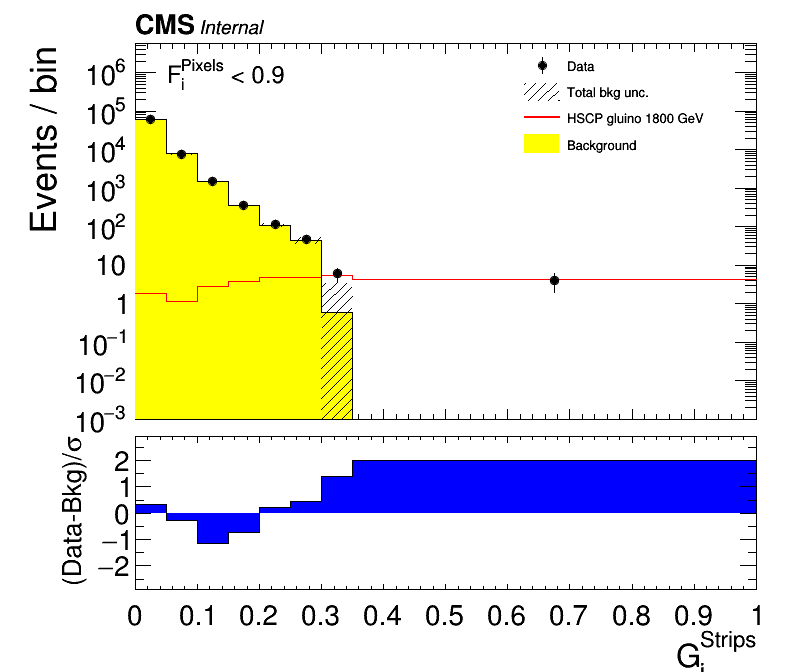 CMS Internal
Events / bin
F_i^Pixels < 0.9
Data
Total bkg unc.
HSCP gluino 1800 GeV
Background
10^6
10^5
10^4
10^3
10^2
10
1
10^−1
10^−2
10^−3
(Data-Bkg)/σ
2
1
0
−1
−2
0 0.1 0.2 0.3 0.4 0.5 0.6 0.7 0.8 0.9 1
G_i^Strips